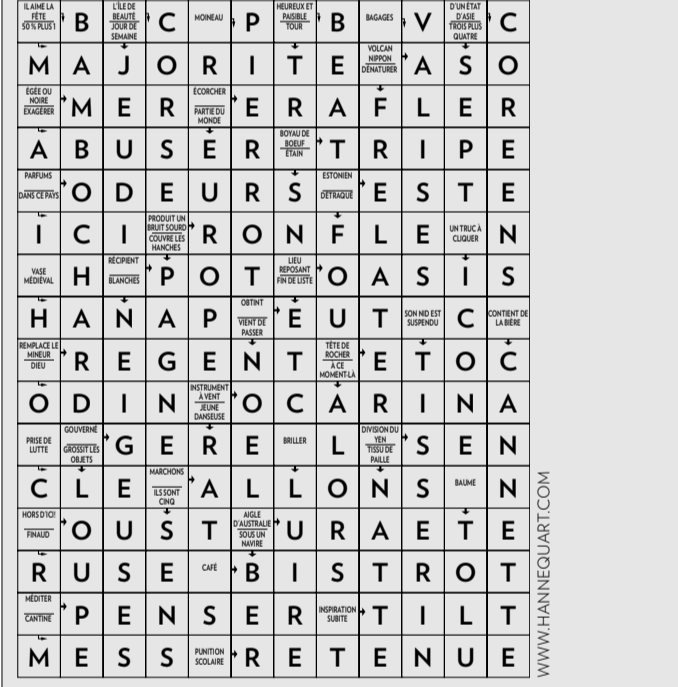 IL AIME LA
FÊTE
50 % PLUS 1
B
L'ÎLE DE
BEAUTÉ
JOUR DE
SEMAINE
C
MOINEAU
P
HEUREUX ET
PAISIBLE
TOUR
B
BAGAGES
V
D'UN ÉTAT
D'ASIE
TROIS PLUS
QUATRE
C
M A J O R I T E
VOLCAN
NIPPON
DÉNATURER
A S O
ÉGÉE OU
NOIRE
EXAGÉRER
M E R
ÉCORCHER
PARTIE DU
MONDE
E R A F L E R
A B U S E R
BOYAU DE
BOEUF
ÉTAIN
T R I P E
PARFUMS
DANS CE PAYS
O D E U R S
ESTONIEN
DÉTRAQUE
E S T E
I C I
PRODUIT UN
BRUIT SOURD
COUVRE LES
HANCHES
R O N F L E
UN TRUC À
CLIQUER
N
VASE
MÉDIÉVAL
H
RÉCIPIENT
BLANCHES
P O T
LIEU
REPOSANT
FIN DE LISTE
O A S I S
H A N A P
OBTINT
VIENT DE
PASSER
E U T
SON NID EST
SUSPENDU
C
CONTIENT DE
LA BIÈRE
REMPLACE LE
MINEUR
DIEU
R E G E N T
TÊTE DE
ROCHER
À CE
MOMENT-LÀ
E T O C
O D I N
INSTRUMENT
À VENT
JEUNE
DANSEUSE
O C A R I N A
PRISE DE
LUTTE
GOUVERNÉ
GROSSIT LES
OBJETS
G E R E
BRILLER
L
DIVISION DU
YEN
TISSU DE
PAILLE
S E N
C L E
MARCHONS
ILS SONT
CINQ
A L L O N S
BAUME
N
HORS D'ICI!
FINAUD
O U S T
AIGLE
D'AUSTRALIE
SOUS UN
NAVIRE
U R A E T E
R U S E
CAFÉ
B I S T R O T
MÉDITER
CANTINE
P E N S E R
INSPIRATION
SUBITE
T I L T
M E S S
PUNITION
SCOLAIRE
R E T E N U E
WWW.HANNEQUART.COM